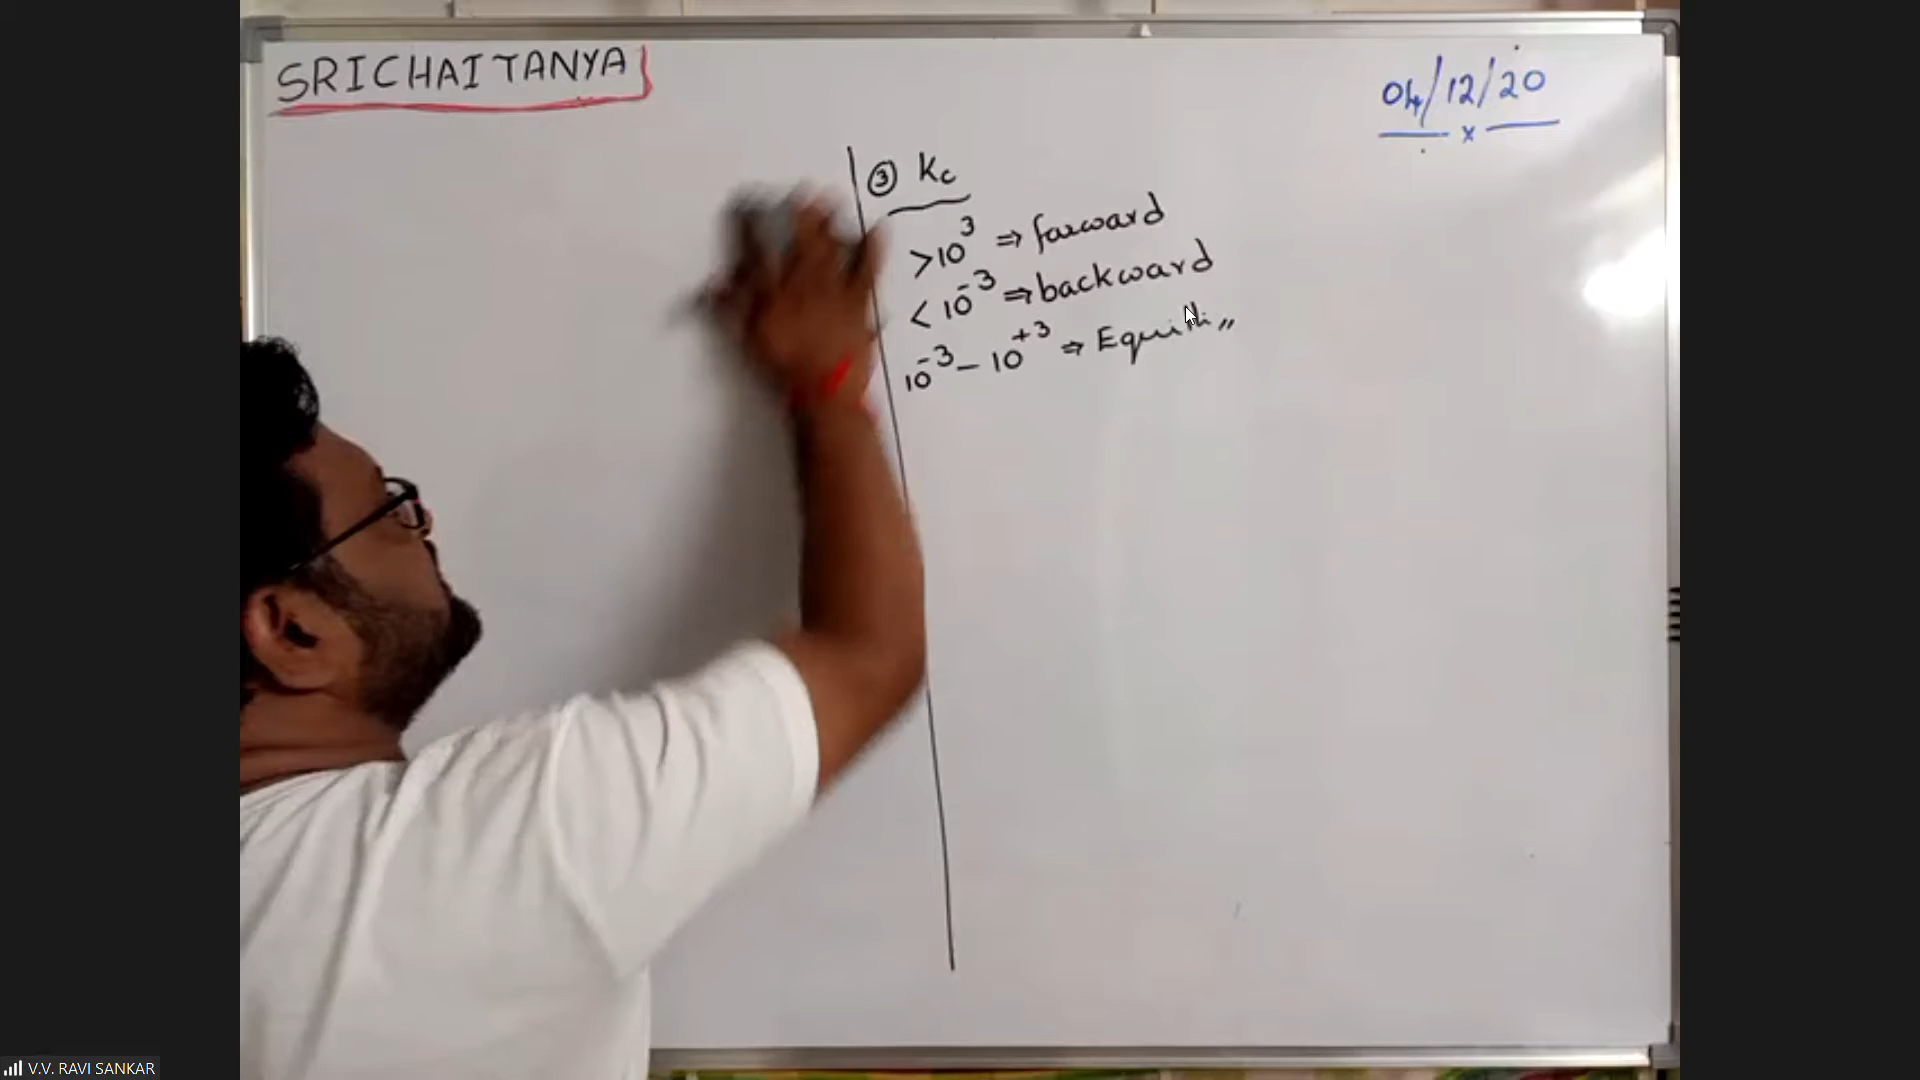 SRICHAITANYA
04/12/20
x
③ Kc
>10³ ⇒ forward
< 10⁻³ ⇒ backward
10⁻³ – 10⁺³ ⇒ Equili〃
V.V. RAVI SANKAR